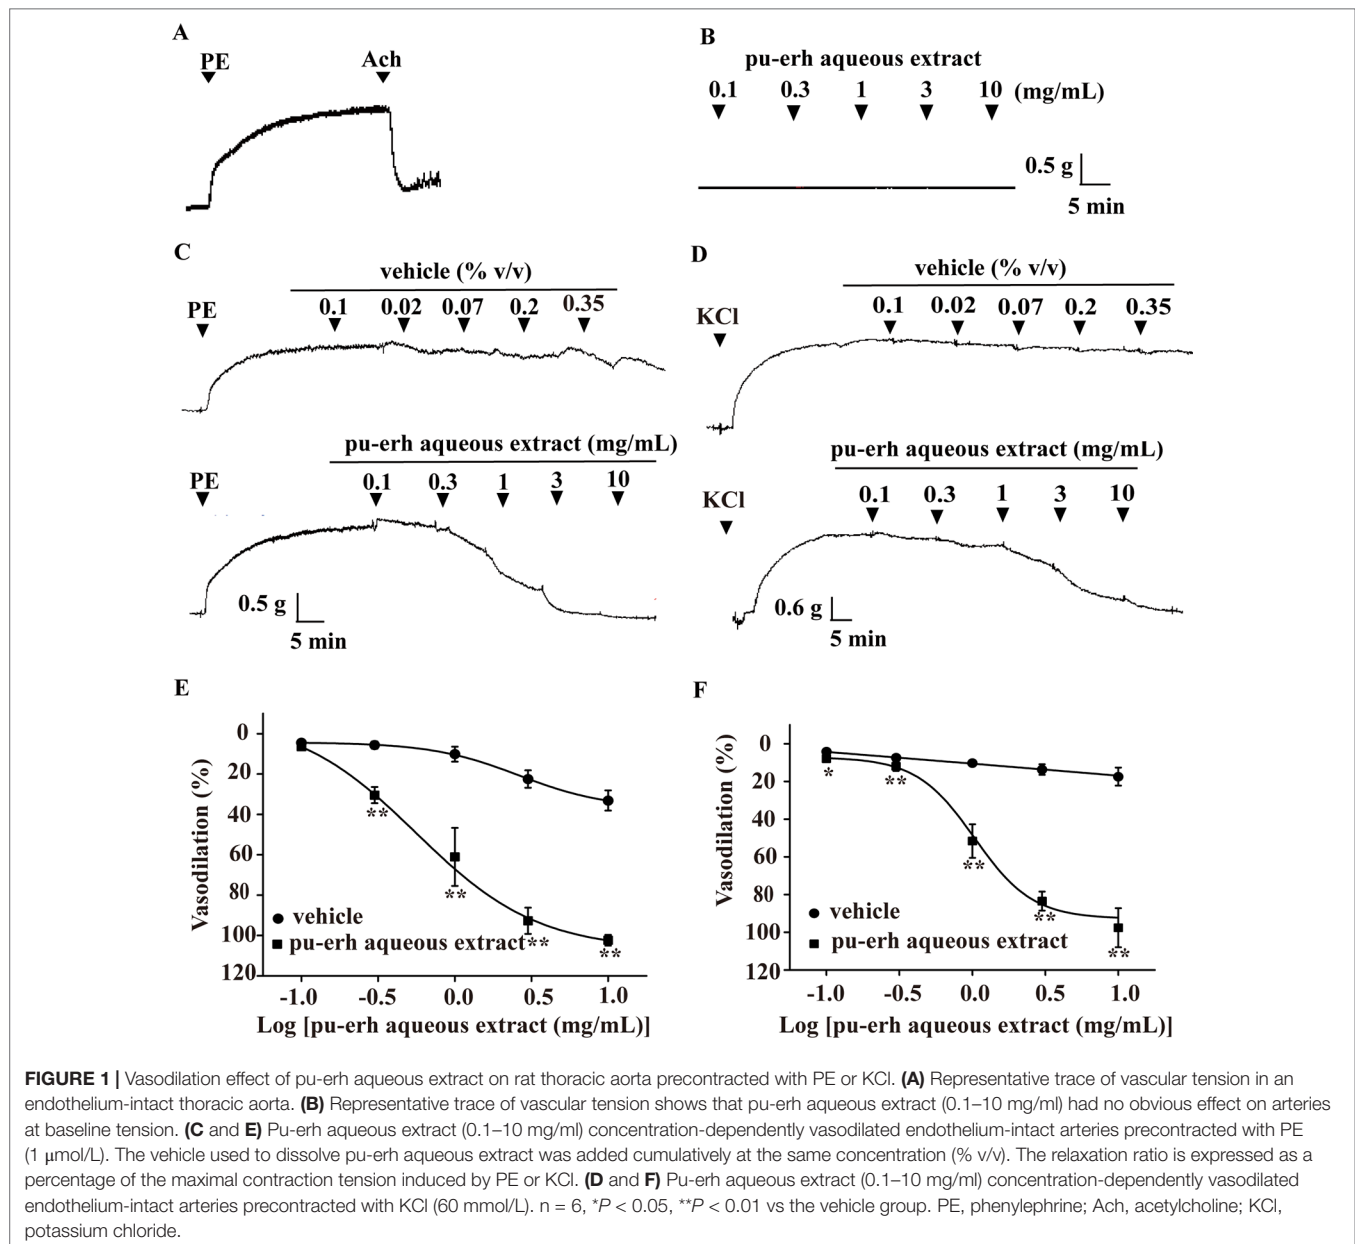 A
PE
Ach
B
pu-erh aqueous extract
0.1 0.3 1 3 10 (mg/mL)
0.5 g
5 min
C
vehicle (% v/v)
PE
0.1 0.02 0.07 0.2 0.35
pu-erh aqueous extract (mg/mL)
PE
0.1 0.3 1 3 10
0.5 g
5 min
D
vehicle (% v/v)
KCl
0.1 0.02 0.07 0.2 0.35
pu-erh aqueous extract (mg/mL)
KCl
0.1 0.3 1 3 10
0.6 g
5 min
E
Vasodilation (%)
0
20
40
60
80
100
120
**
**
**
**
vehicle
pu-erh aqueous extract
-1.0 -0.5 0.0 0.5 1.0
Log [pu-erh aqueous extract (mg/mL)]
F
Vasodilation (%)
0
20
40
60
80
100
120
*
**
**
**
**
vehicle
pu-erh aqueous extract
-1.0 -0.5 0.0 0.5 1.0
Log [pu-erh aqueous extract (mg/mL)]
FIGURE 1 | Vasodilation effect of pu-erh aqueous extract on rat thoracic aorta precontracted with PE or KCl. (A) Representative trace of vascular tension in an
endothelium-intact thoracic aorta. (B) Representative trace of vascular tension shows that pu-erh aqueous extract (0.1–10 mg/ml) had no obvious effect on arteries
at baseline tension. (C and E) Pu-erh aqueous extract (0.1–10 mg/ml) concentration-dependently vasodilated endothelium-intact arteries precontracted with PE
(1 μmol/L). The vehicle used to dissolve pu-erh aqueous extract was added cumulatively at the same concentration (% v/v). The relaxation ratio is expressed as a
percentage of the maximal contraction tension induced by PE or KCl. (D and F) Pu-erh aqueous extract (0.1–10 mg/ml) concentration-dependently vasodilated
endothelium-intact arteries precontracted with KCl (60 mmol/L). n = 6, *P < 0.05, **P < 0.01 vs the vehicle group. PE, phenylephrine; Ach, acetylcholine; KCl,
potassium chloride.